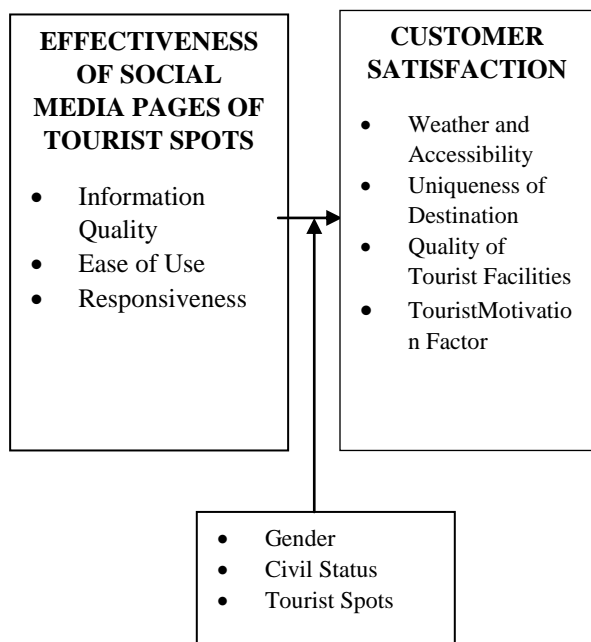 EFFECTIVENESS
OF SOCIAL
MEDIA PAGES OF
TOURIST SPOTS
• Information
Quality
• Ease of Use
• Responsiveness
CUSTOMER
SATISFACTION
• Weather and
Accessibility
• Uniqueness of
Destination
• Quality of
Tourist Facilities
• TouristMotivatio
n Factor
• Gender
• Civil Status
• Tourist Spots